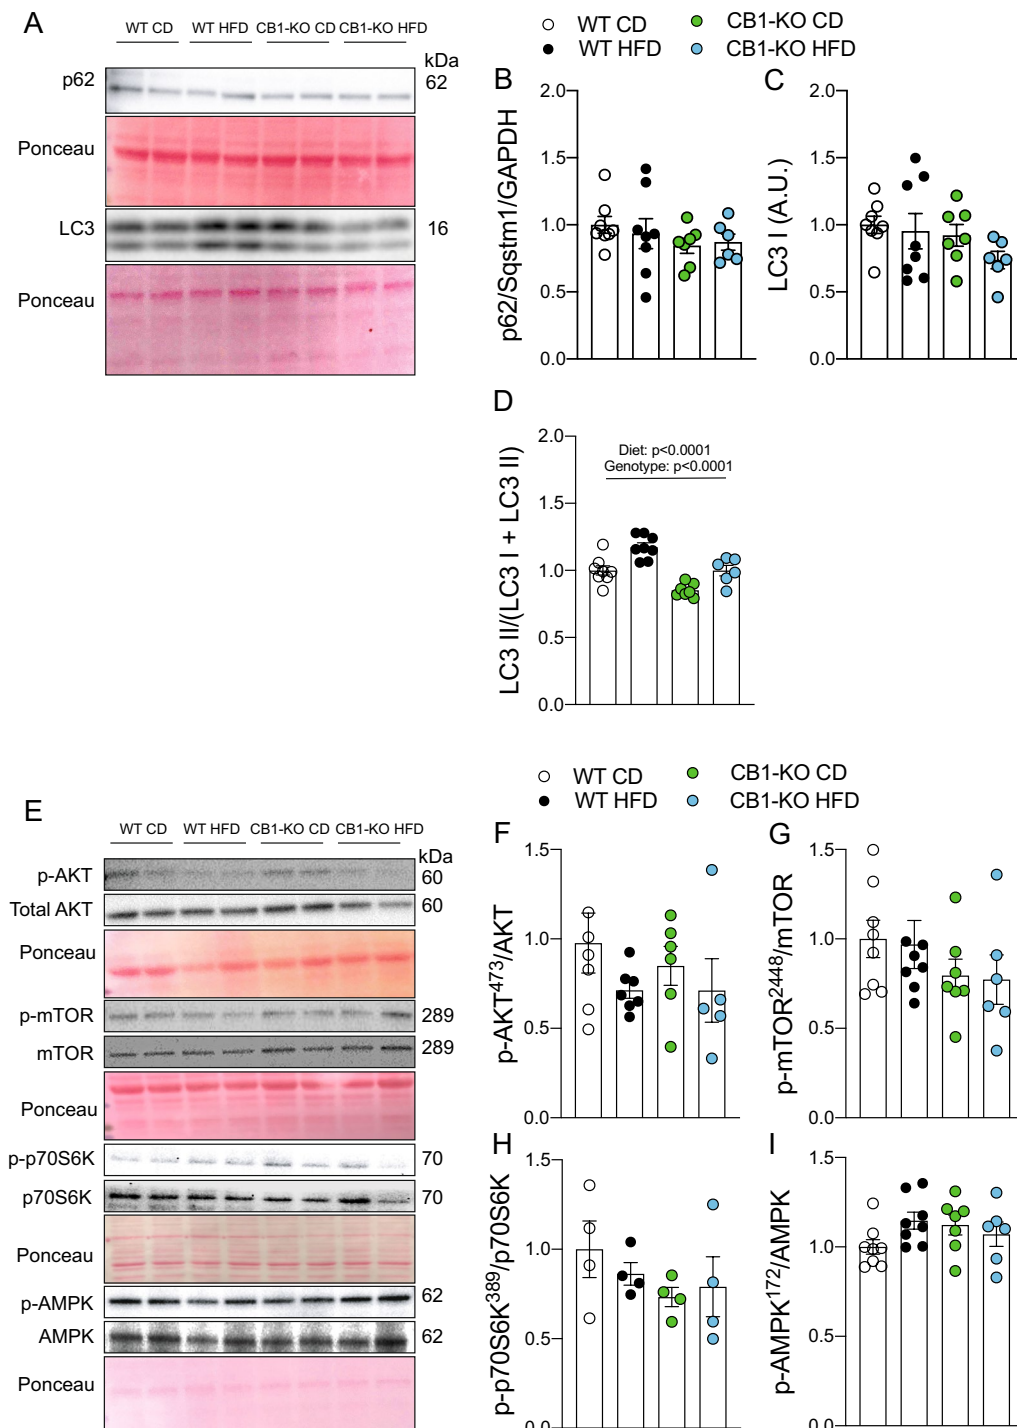 A
WT CD WT HFD CB1-KO CD CB1-KO HFD
kDa
p62 62
Ponceau
LC3 16
Ponceau
WT CD CB1-KO CD
WT HFD CB1-KO HFD
B
p62/Sqstm1/GAPDH
2.0
1.5
1.0
0.5
0.0
C
LC3 I (A.U.)
2.0
1.5
1.0
0.5
0.0
D
LC3 II/(LC3 I + LC3 II)
2.0
1.5
1.0
0.5
0.0
Diet: p<0.0001
Genotype: p<0.0001
E
WT CD WT HFD CB1-KO CD CB1-KO HFD
kDa
p-AKT 60
Total AKT 60
Ponceau
p-mTOR 289
mTOR 289
Ponceau
p-p70S6K 70
p70S6K 70
Ponceau
p-AMPK 62
AMPK 62
Ponceau
WT CD CB1-KO CD
WT HFD CB1-KO HFD
F
p-AKT473/AKT
1.5
1.0
0.5
0.0
G
p-mTOR2448/mTOR
1.5
1.0
0.5
0.0
H
p-p70S6K389/p70S6K
1.5
1.0
0.5
0.0
I
p-AMPK172/AMPK
1.5
1.0
0.5
0.0